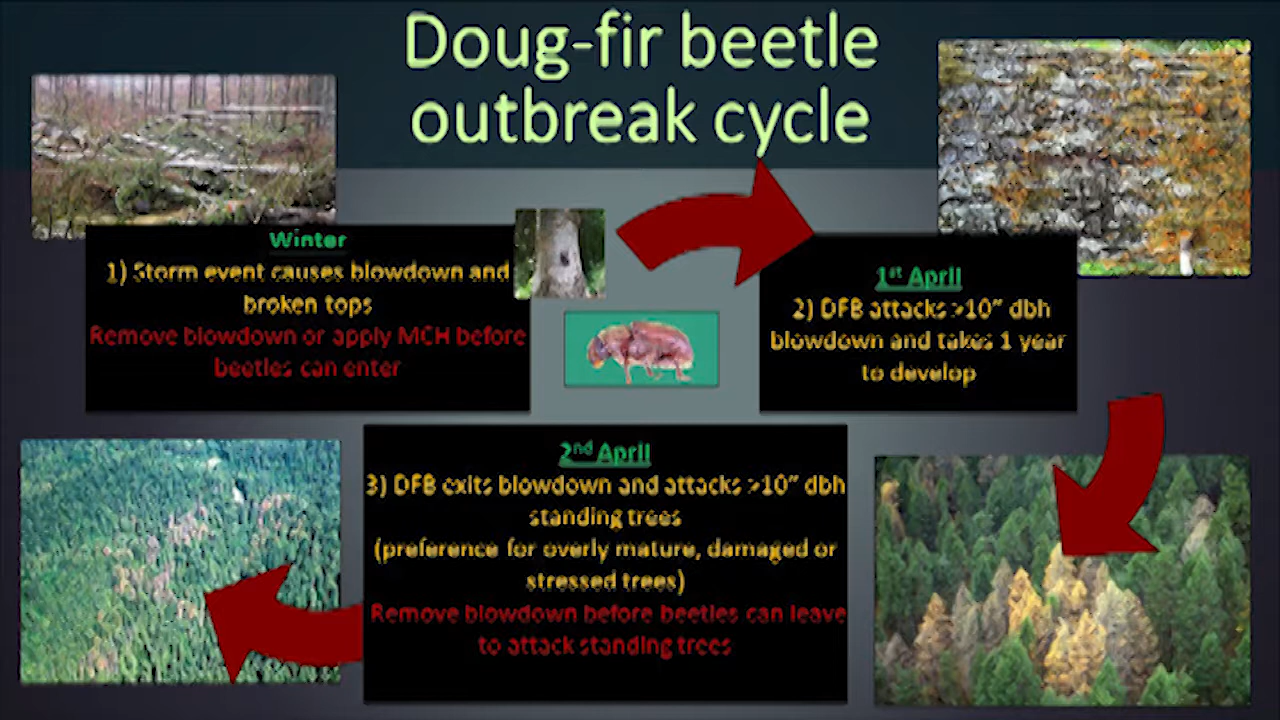 Doug-fir beetle
outbreak cycle
Winter
1) Storm event causes blowdown and
broken tops
Remove blowdown or apply MCH before
beetles can enter
1st April
2) DFB attacks >10” dbh
blowdown and takes 1 year
to develop
2nd April
3) DFB exits blowdown and attacks >10” dbh
standing trees
(preference for overly mature, damaged or
stressed trees)
Remove blowdown before beetles can leave
to attack standing trees